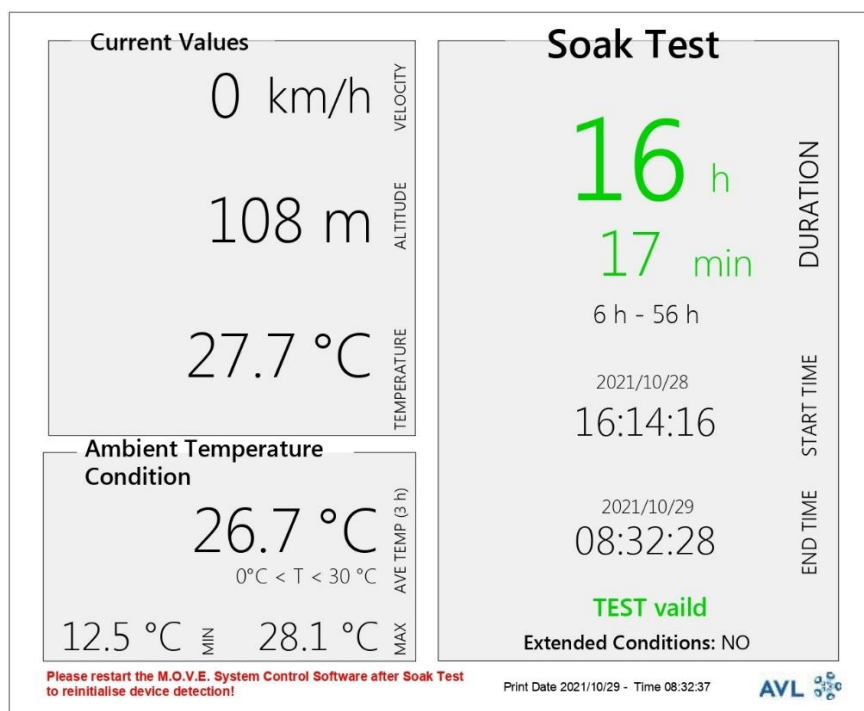 Current Values
0 km/h
VELOCITY
108 m
ALTITUDE
27.7 °C
TEMPERATURE
Ambient Temperature
Condition
26.7 °C
AVE TEMP (3 h)
0°C < T < 30 °C
12.5 °C MIN 28.1 °C MAX
Soak Test
16 h
17 min
DURATION
6 h - 56 h
2021/10/28
16:14:16
START TIME
2021/10/29
08:32:28
END TIME
TEST vaild
Extended Conditions: NO
Please restart the M.O.V.E. System Control Software after Soak Test
to reinitialise device detection!
Print Date 2021/10/29 - Time 08:32:37
AVL